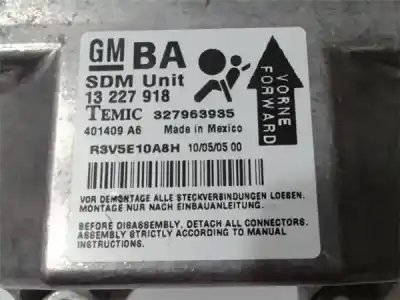 GM BA
SDM Unit
13 227 918
TEMIC 327963935
401409 A6 Made in Mexico
R3V5E10A8H 10/05/05 00
VORNE
FORWARD
VOR DEMONTAGE ALLE STECKVERBINDUNGEN LOESEN.
MONTAGE NUR NACH EINBAUANLEITUNG.
BEFORE DISASSEMBLY, DETACH ALL CONNECTORS.
ASSEMBLY STRICTLY ACCORDING TO MANUAL
INSTRUCTIONS.